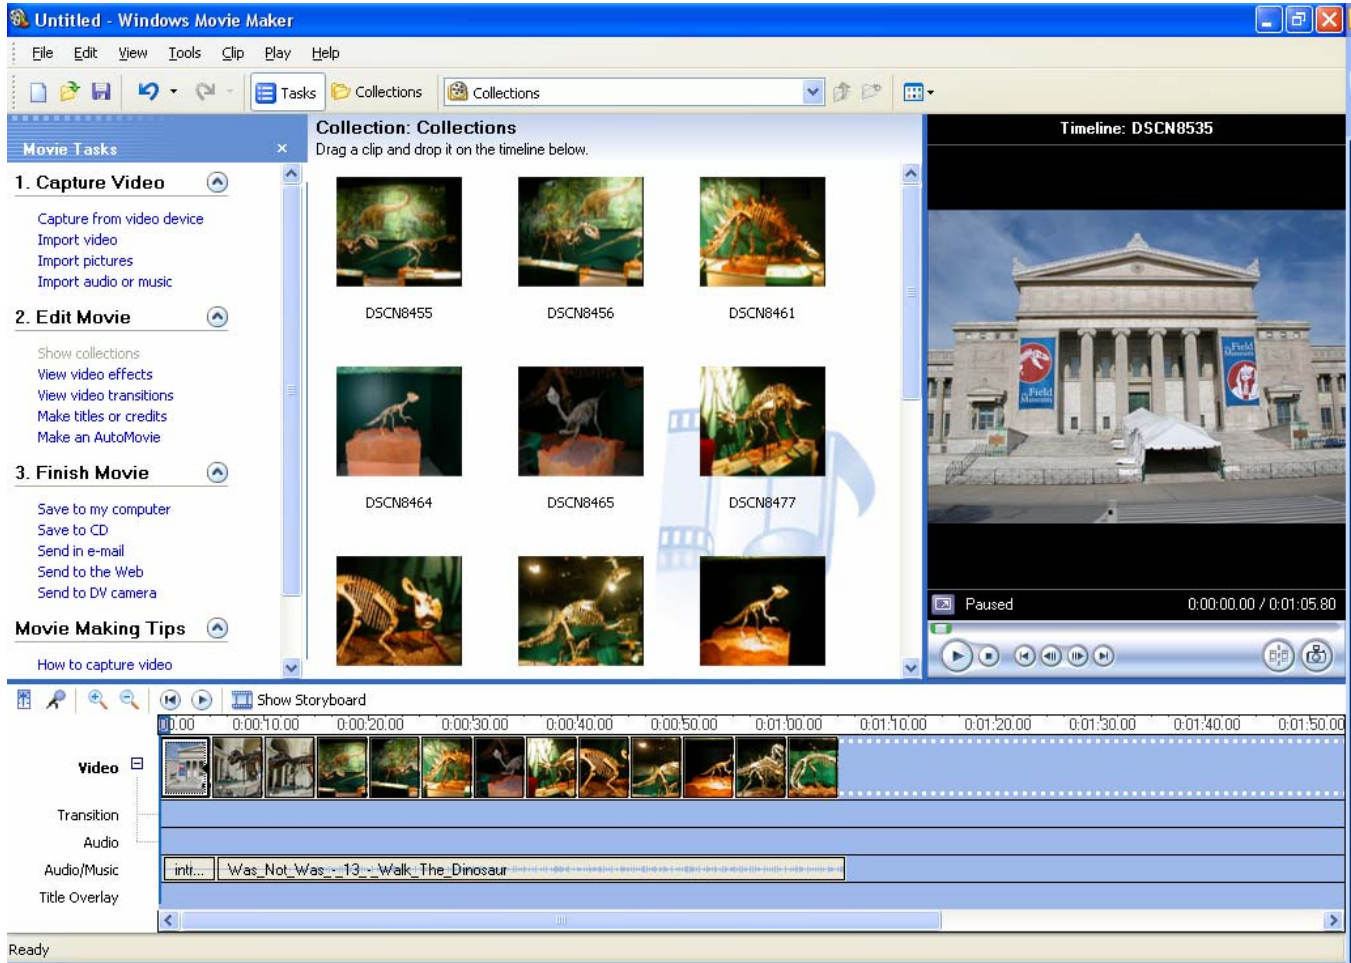 Untitled - Windows Movie Maker
File Edit View Tools Clip Play Help
Tasks Collections Collections
Movie Tasks
1. Capture Video
Capture from video device
Import video
Import pictures
Import audio or music
2. Edit Movie
Show collections
View video effects
View video transitions
Make titles or credits
Make an AutoMovie
3. Finish Movie
Save to my computer
Save to CD
Send in e-mail
Send to the Web
Send to DV camera
Movie Making Tips
How to capture video
Collection: Collections
Drag a clip and drop it on the timeline below.
DSCN8455 DSCN8456 DSCN8461
DSCN8464 DSCN8465 DSCN8477
Timeline: DSCN8535
Field
Museum
Field
Museum
Paused 0:00:00.00 / 0:01:05.80
Show Storyboard
0:00:10.00 0:00:20.00 0:00:30.00 0:00:40.00 0:00:50.00 0:01:00.00 0:01:10.00 0:01:20.00 0:01:30.00 0:01:40.00 0:01:50.00
Video
Transition
Audio
Audio/Music intr... Was_Not_Was_-_13_-_Walk_The_Dinosaur
Title Overlay
Ready